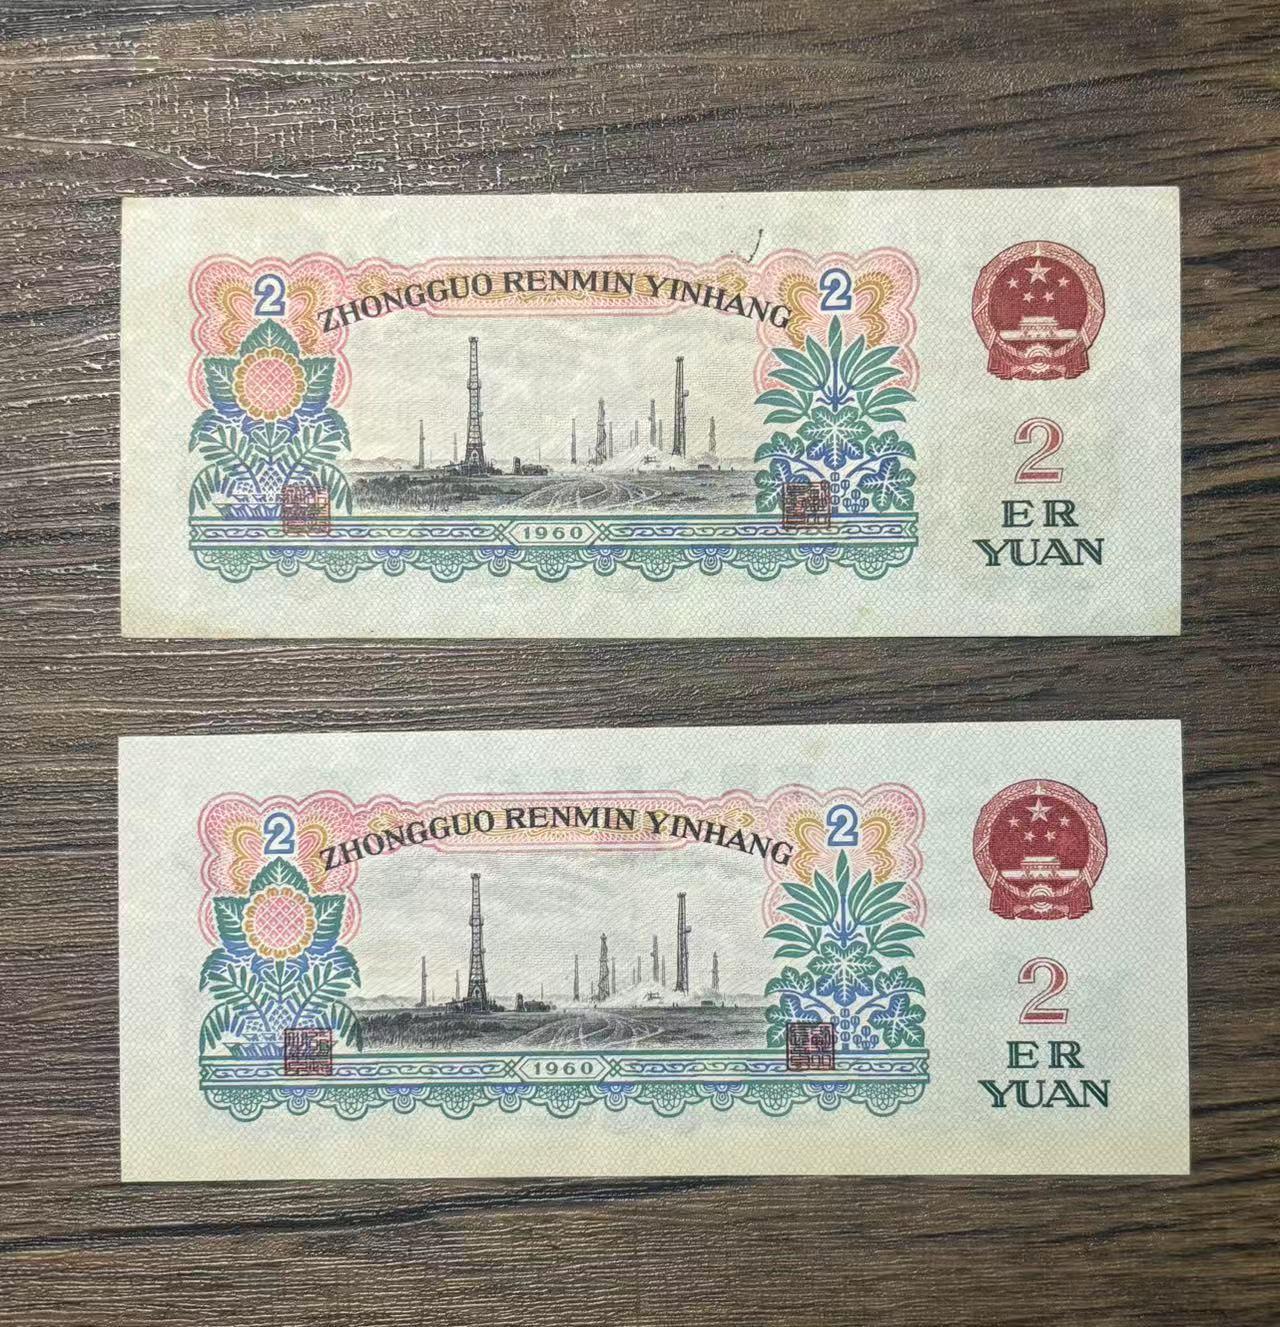 2 ZHONGGUO RENMIN YINHANG 2
2
1960
ER
YUAN
2 ZHONGGUO RENMIN YINHANG 2
2
1960
ER
YUAN